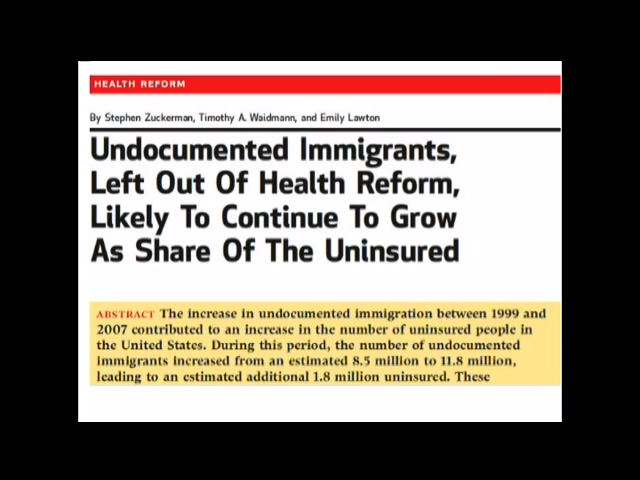 HEALTH REFORM
By Stephen Zuckerman, Timothy A. Waidmann, and Emily Lawton
Undocumented Immigrants,
Left Out Of Health Reform,
Likely To Continue To Grow
As Share Of The Uninsured
ABSTRACT The increase in undocumented immigration between 1999 and
2007 contributed to an increase in the number of uninsured people in
the United States. During this period, the number of undocumented
immigrants increased from an estimated 8.5 million to 11.8 million,
leading to an estimated additional 1.8 million uninsured. These